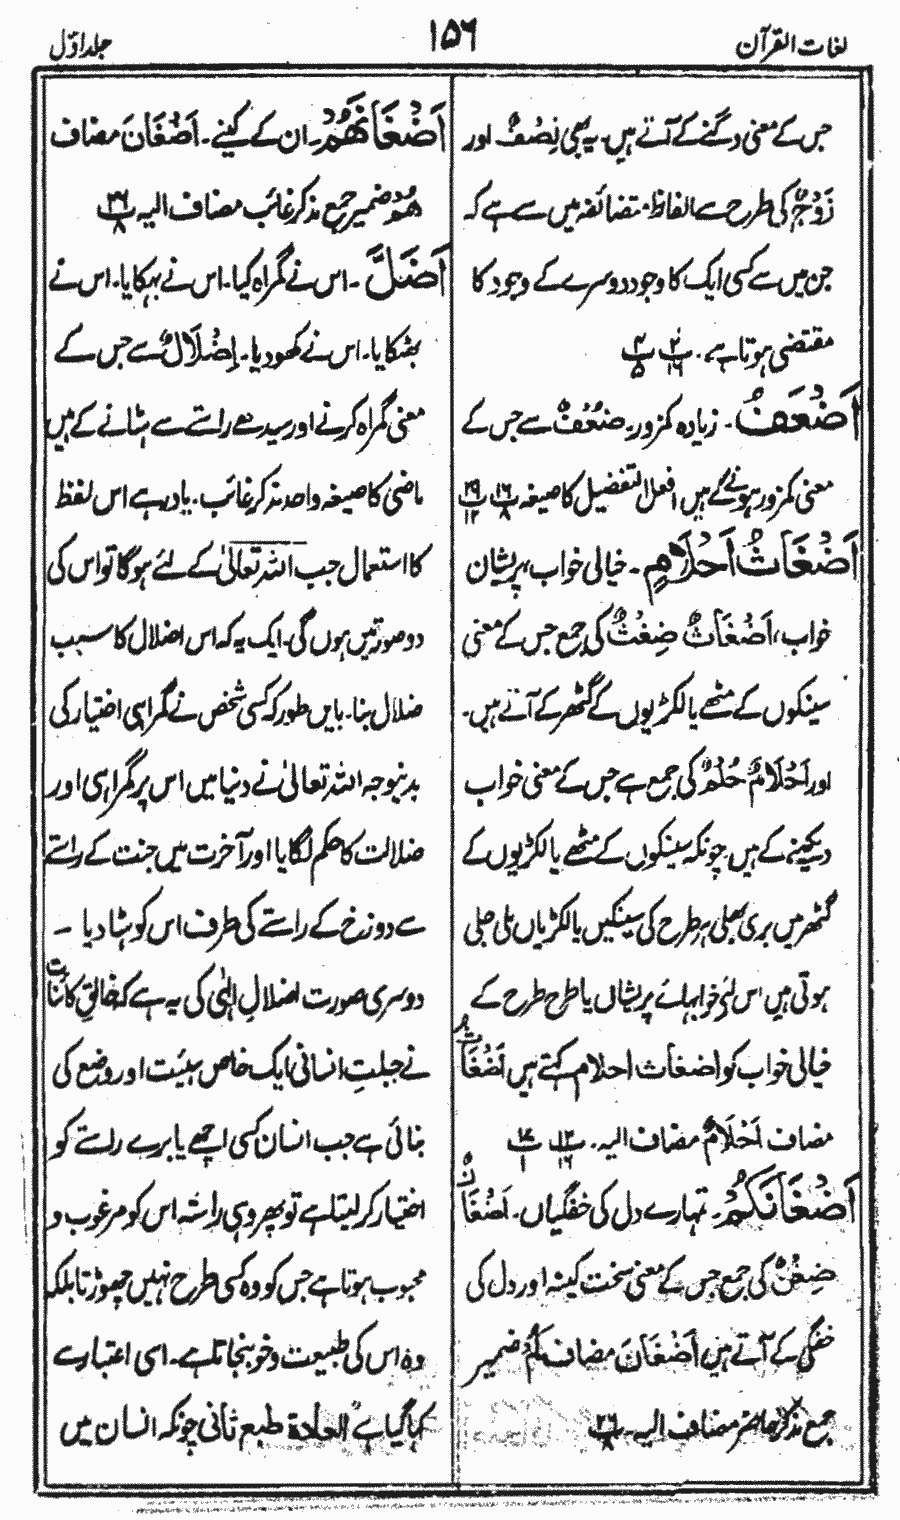 لغات القرآن
۱۵۶
جلد اوّل
جس کے معنی دگنے کے آتے ہیں۔ یہ بھی نِصْفٌ اور
زَوْجٌ کی طرح سے الفاظ متضائفہ میں سے ہے کہ
جن میں سے کسی ایک کا وجود دوسرے کے وجود کا
مقتضی ہوتا ہے۔
اَضْعَفُ۔ زیادہ کمزور۔ ضُعْفٌ سے جس کے
معنی کمزور ہونے کے ہیں افعل التفضیل کا صیغہ
اَضْغَاثُ اَحْلَامٍ۔ خیالی خواب، پریشان
خواب، اَضْغَاثٌ ضِغْثٌ کی جمع جس کے معنی
سینکوں کے مٹھے یا لکڑیوں کے گٹھر کے آتے ہیں۔
اور اَحْلَامٌ حُلْمٌ کی جمع ہے جس کے معنی خواب
دیکھنے کے ہیں چونکہ سینکوں کے مٹھے یا لکڑیوں کے
گٹھر میں بری بھلی ہر طرح کی سینکیں یا لکڑیاں ملی جلی
ہوتی ہیں اس لئے خوابہائے پریشاں یا طرح طرح کے
خیالی خواب کو اضغاث احلام کہتے ہیں اَضْغَاثُ
مضاف اَحْلَامٌ مضاف الیہ۔
اَضْغَانَکُمْ۔ تمہارے دل کی خفگیاں۔ اَضْغَانٌ
ضِغْنٌ کی جمع جس کے معنی سخت کینہ اور دل کی
خفگی کے آتے ہیں اَضْغَانَ مضاف کُمْ ضمیر
جمع مذکر حاضر مضاف الیہ۔
اَضْغَانَهُمْ۔ ان کے کینے۔ اَضْغَانَ مضاف
هُمْ ضمیر جمع مذکر غائب مضاف الیہ
اَضَلَّ۔ اس نے گمراہ کیا۔ اس نے بہکایا۔ اس نے
بھٹکایا۔ اس نے کھو دیا۔ اِضْلَالٌ سے جس کے
معنی گمراہ کرنے اور سیدھے راستے سے ہٹانے کے ہیں
ماضی کا صیغہ واحد مذکر غائب۔ یاد رہے اس لفظ
کا استعمال جب اللہ تعالیٰ کے لئے ہوگا تو اس کی
دو صورتیں ہوں گی۔ ایک یہ کہ اس اضلال کا سبب
ضلال بنا۔ بایں طور کہ کسی شخص نے گمراہی اختیار کی
بدنتیجہ اللہ تعالیٰ نے دنیا میں اس پر گمراہی اور
ضلالت کا حکم لگایا اور آخرت میں جنت کے راستے
سے دوزخ کے راستے کی طرف اس کو ہٹا دیا ۔
دوسری صورت اضلالِ الٰہی کی یہ ہے کہ خالقِ کائنات
نے جبلتِ انسانی ایک خاص ہیئت اور وضع کی
بنائی ہے جب انسان کسی اچھے یا برے راستے کو
اختیار کر لیتا ہے تو پھر وہی راستہ اس کو مرغوب و
محبوب ہوتا ہے جس کو وہ کسی طرح نہیں چھوڑتا بلکہ
وہ اس کی طبیعت و خو بنجاتا ہے۔ اسی اعتبار سے
کہا گیا ہے العادۃ طبع ثانی چونکہ انسان میں